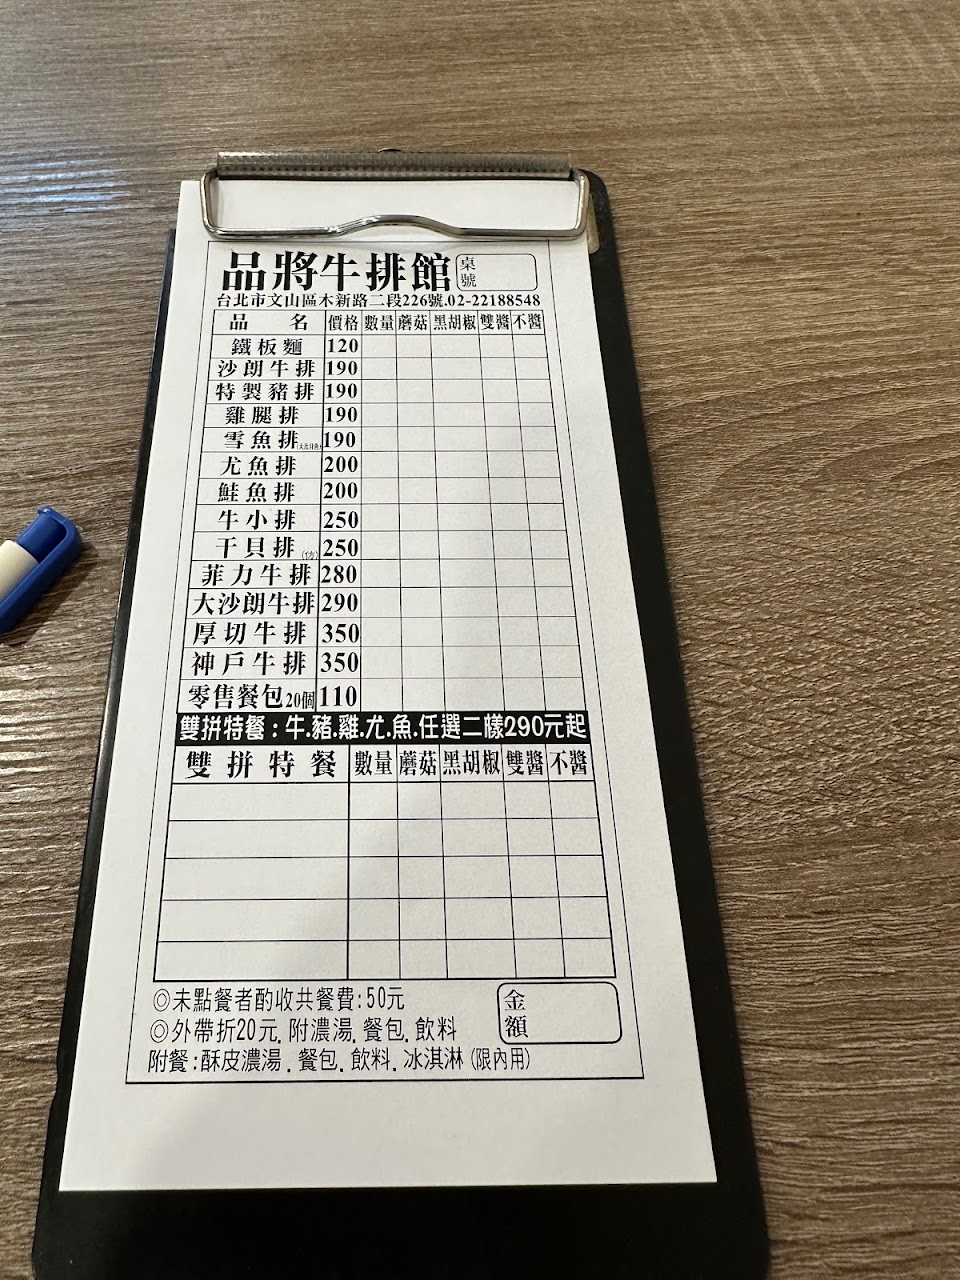 品將牛排館 桌號
台北市文山區木新路二段226號.02-22188548
品名 價格 數量 蘑菇 黑胡椒 雙醬 不醬
鐵板麵 120
沙朗牛排 190
特製豬排 190
雞腿排 190
雪魚排 190
尤魚排 200
鮭魚排 200
牛小排 250
干貝排(仿) 250
菲力牛排 280
大沙朗牛排 290
厚切牛排 350
神戶牛排 350
零售餐包20個 110
雙拼特餐：牛.豬.雞.尤.魚.任選二樣290元起
雙拼特餐 數量 蘑菇 黑胡椒 雙醬 不醬
◎未點餐者酌收共餐費:50元
金額
◎外帶折20元. 附濃湯. 餐包. 飲料
附餐:酥皮濃湯. 餐包. 飲料. 冰淇淋(限內用)